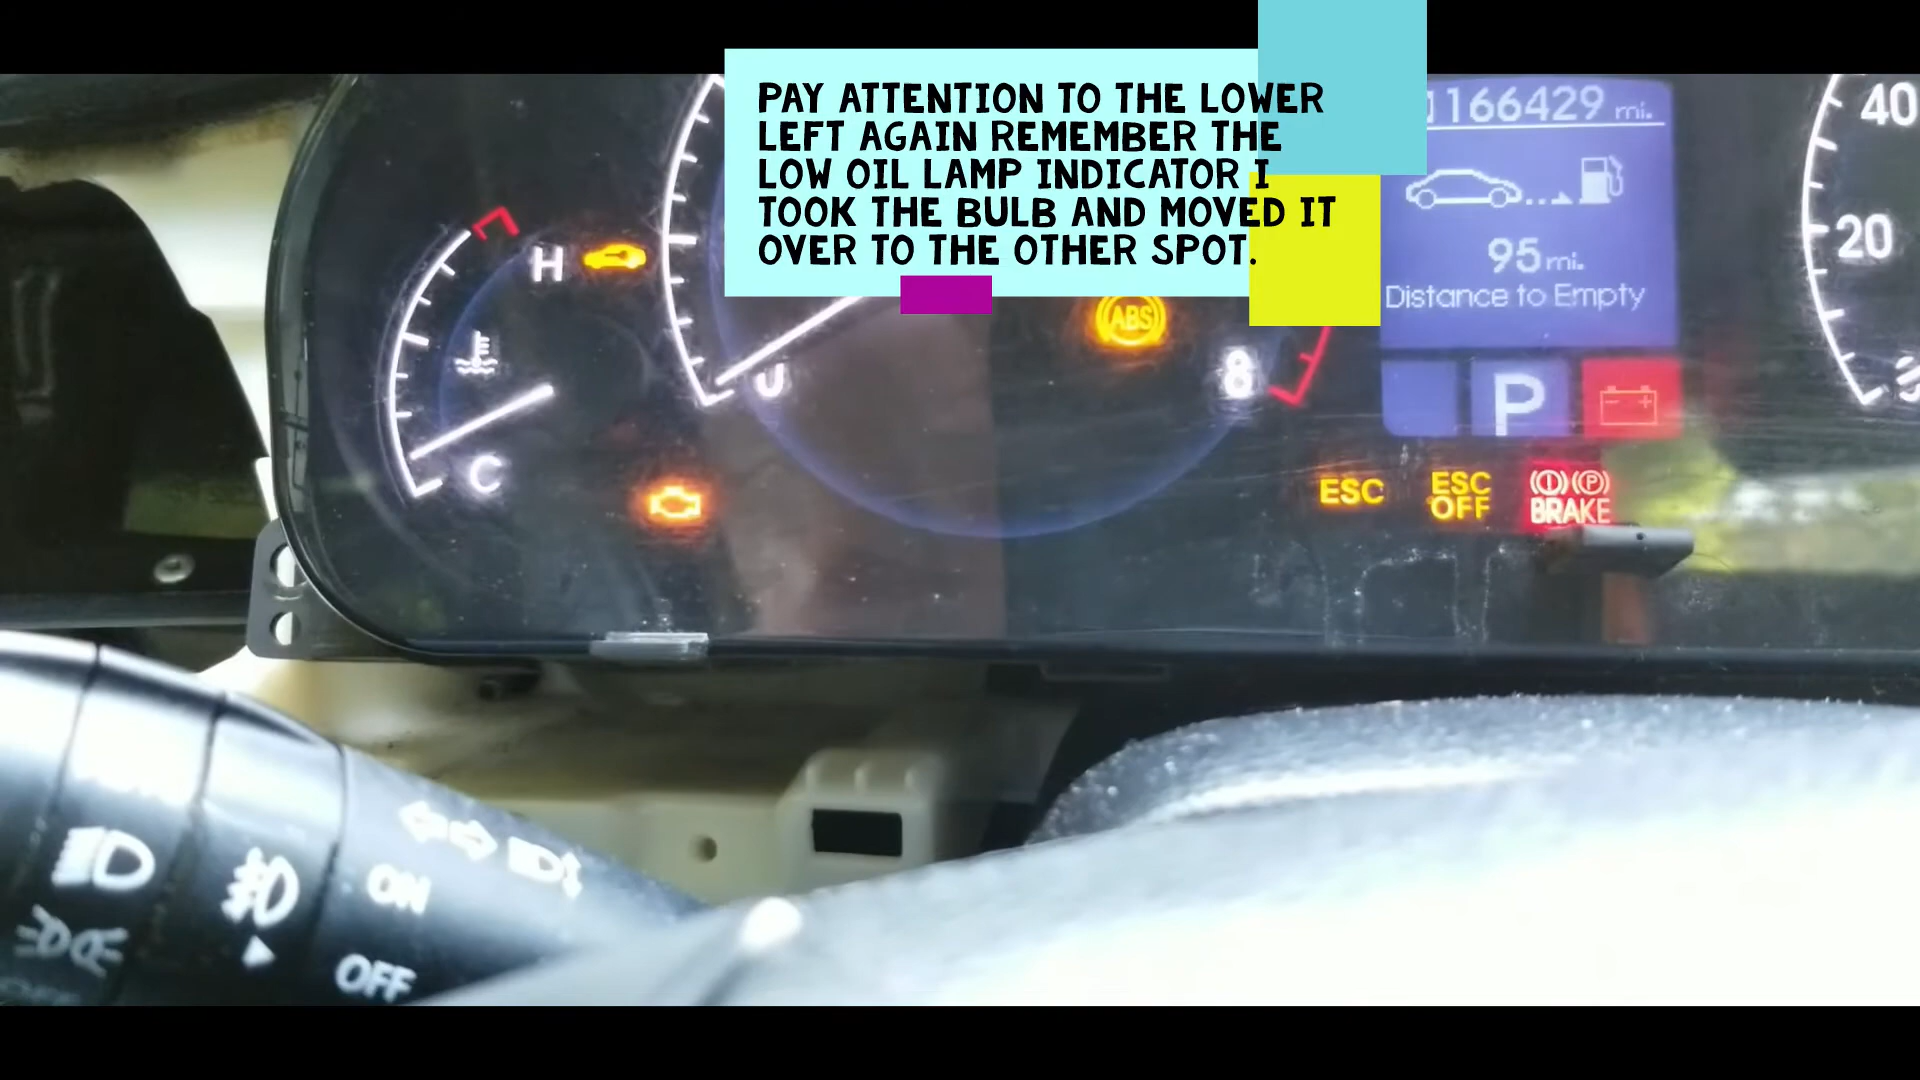 PAY ATTENTION TO THE LOWER
LEFT AGAIN REMEMBER THE
LOW OIL LAMP INDICATOR I
TOOK THE BULB AND MOVED IT
OVER TO THE OTHER SPOT.
166429 mi.
40
20
95 mi.
Distance to Empty
H
ABS
8
C
P
ESC
ESC
OFF
BRAKE
ON
OFF